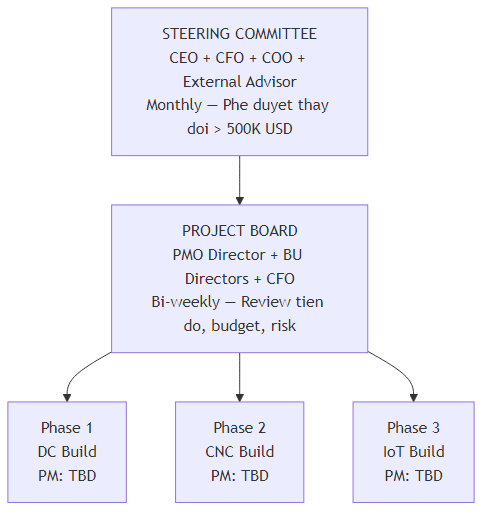 STEERING COMMITTEE
CEO + CFO + COO +
External Advisor
Monthly — Phe duyet thay
doi > 500K USD
PROJECT BOARD
PMO Director + BU
Directors + CFO
Bi-weekly — Review tien
do, budget, risk
Phase 1
DC Build
PM: TBD
Phase 2
CNC Build
PM: TBD
Phase 3
IoT Build
PM: TBD